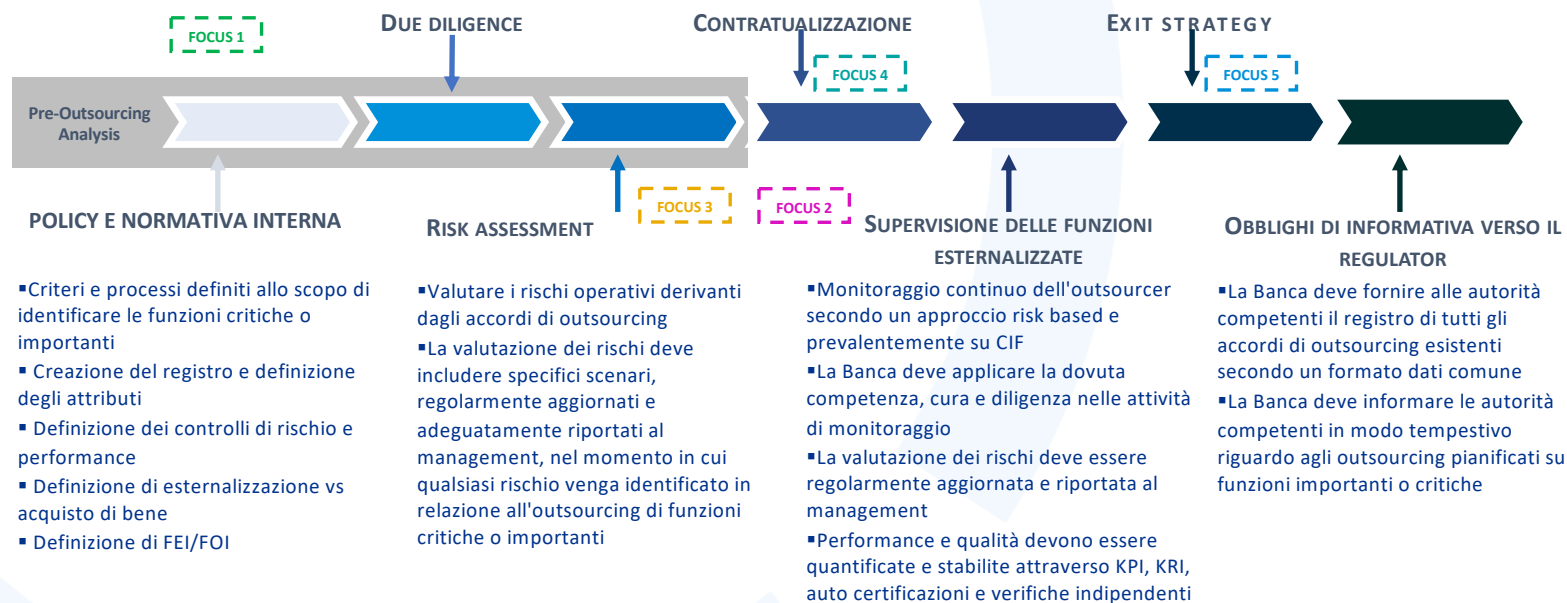 DUE DILIGENCE
CONTRATUALIZZAZIONE
EXIT STRATEGY
FOCUS 1
FOCUS 4
FOCUS 5
Pre-Outsourcing
Analysis
FOCUS 3
FOCUS 2
POLICY E NORMATIVA INTERNA
▪Criteri e processi definiti allo scopo di
identificare le funzioni critiche o
importanti
▪ Creazione del registro e definizione
degli attributi
▪ Definizione dei controlli di rischio e
performance
▪ Definizione di esternalizzazione vs
acquisto di bene
▪ Definizione di FEI/FOI
RISK ASSESSMENT
▪Valutare i rischi operativi derivanti
dagli accordi di outsourcing
▪La valutazione dei rischi deve
includere specifici scenari,
regolarmente aggiornati e
adeguatamente riportati al
management, nel momento in cui
qualsiasi rischio venga identificato in
relazione all'outsourcing di funzioni
critiche o importanti
SUPERVISIONE DELLE FUNZIONI
ESTERNALIZZATE
▪Monitoraggio continuo dell'outsourcer
secondo un approccio risk based e
prevalentemente su CIF
▪La Banca deve applicare la dovuta
competenza, cura e diligenza nelle attività
di monitoraggio
▪La valutazione dei rischi deve essere
regolarmente aggiornata e riportata al
management
▪Performance e qualità devono essere
quantificate e stabilite attraverso KPI, KRI,
auto certificazioni e verifiche indipendenti
OBBLIGHI DI INFORMATIVA VERSO IL
REGULATOR
▪La Banca deve fornire alle autorità
competenti il registro di tutti gli
accordi di outsourcing esistenti
secondo un formato dati comune
▪La Banca deve informare le autorità
competenti in modo tempestivo
riguardo agli outsourcing pianificati su
funzioni importanti o critiche